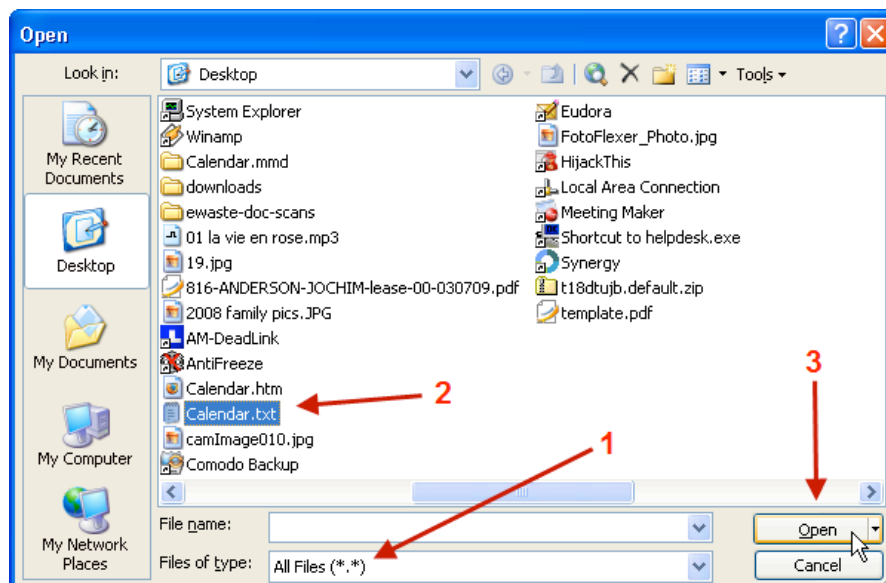 Open
Look in:
Desktop
Tools
My Recent
Documents
Desktop
My Documents
My Computer
My Network
Places
System Explorer
Winamp
Calendar.mmd
downloads
ewaste-doc-scans
01 la vie en rose.mp3
19.jpg
816-ANDERSON-JOCHIM-lease-00-030709.pdf
2008 family pics.JPG
AM-DeadLink
AntiFreeze
Calendar.htm
Calendar.txt
camImage010.jpg
Comodo Backup
Eudora
FotoFlexer_Photo.jpg
HijackThis
Local Area Connection
Meeting Maker
Shortcut to helpdesk.exe
Synergy
t18dtujb.default.zip
template.pdf
2
1
3
File name:
Open
Files of type:
All Files (*.*)
Cancel